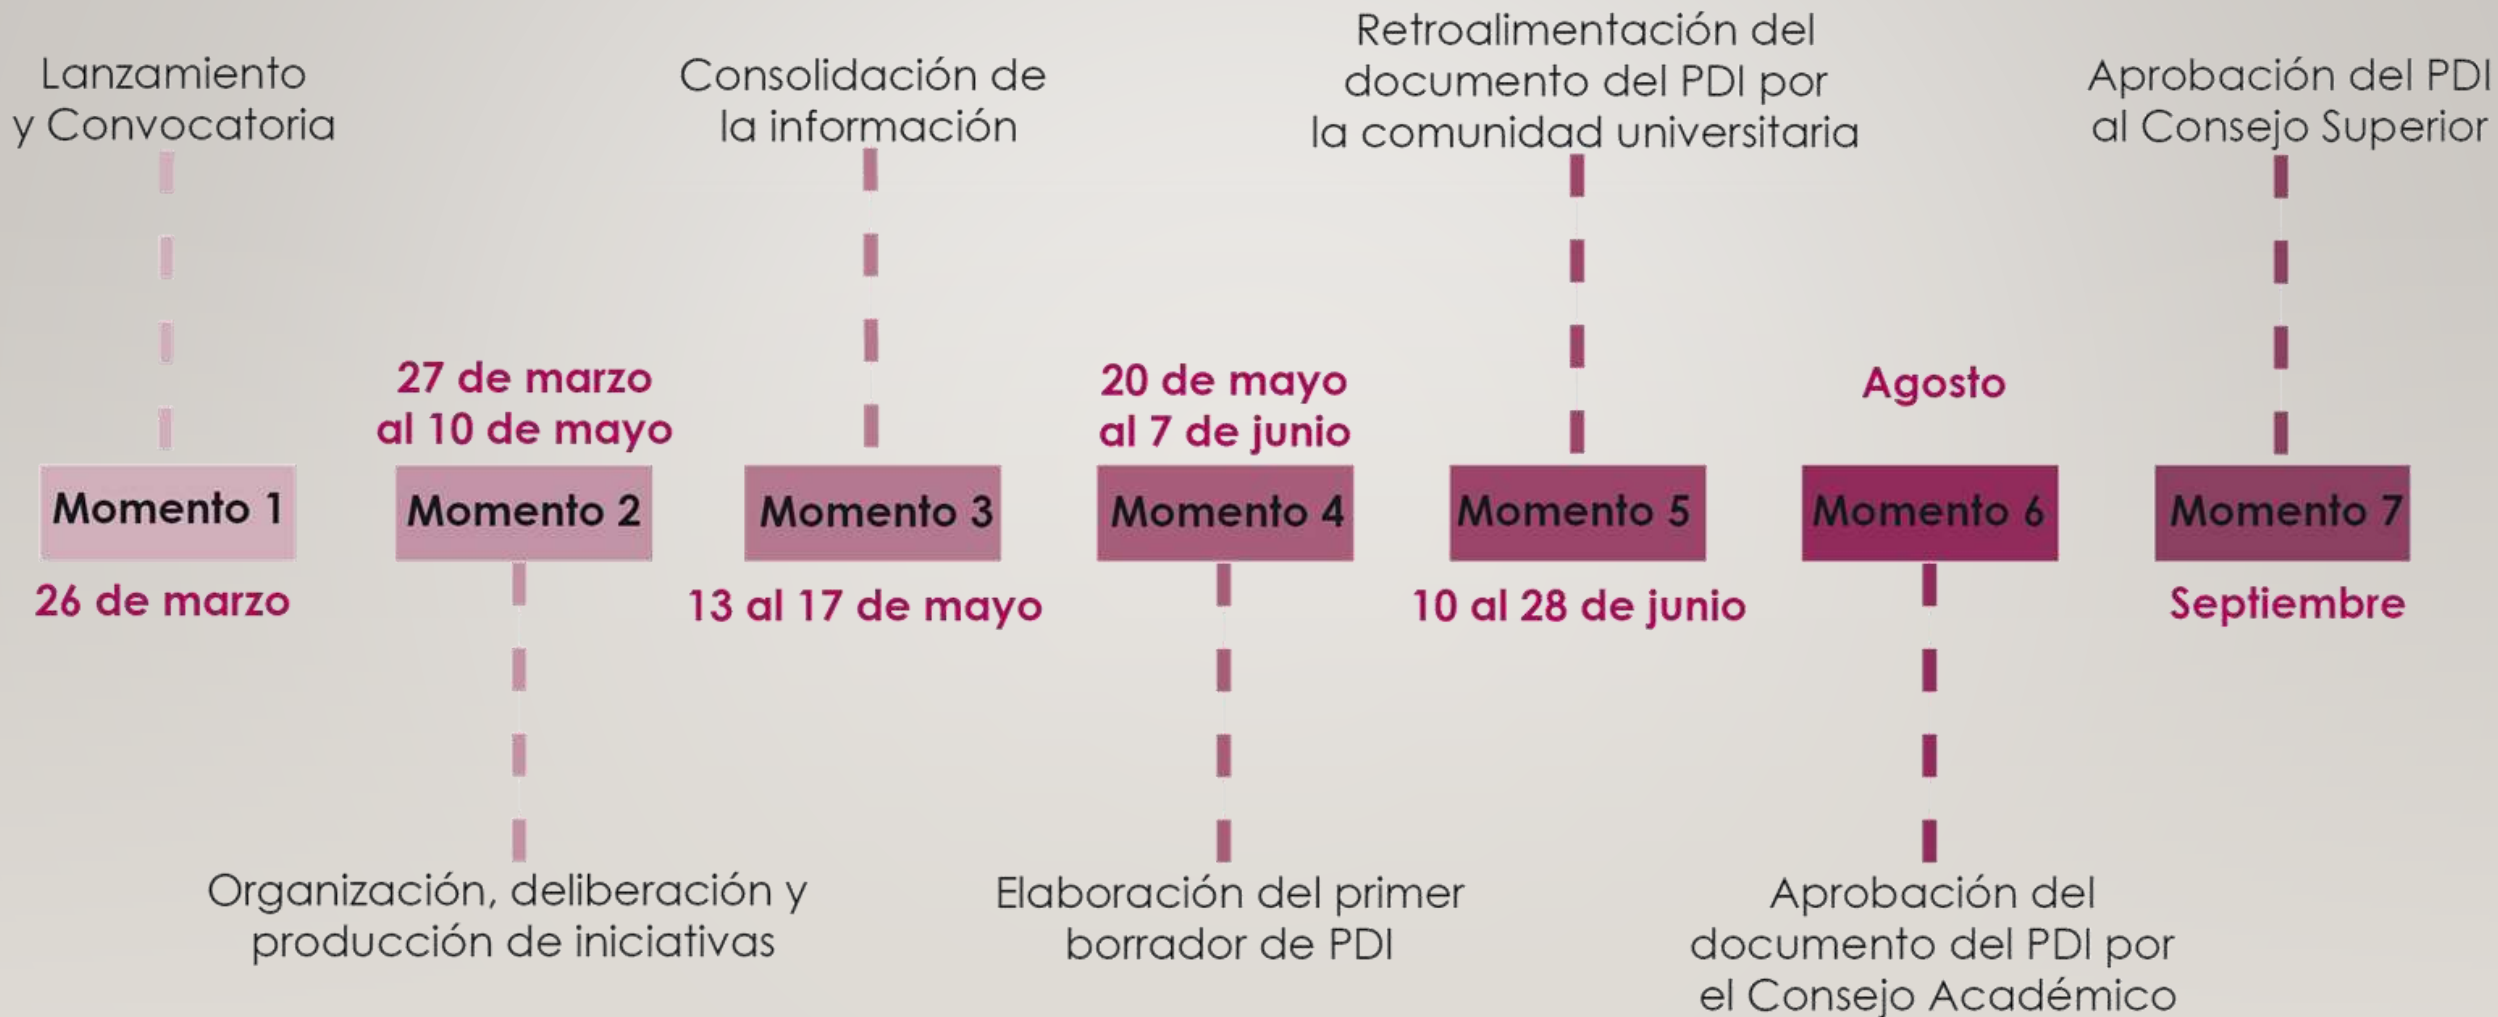 Lanzamiento
y Convocatoria
Momento 1
26 de marzo
27 de marzo
al 10 de mayo
Momento 2
Organización, deliberación y
producción de iniciativas
Consolidación de
la información
Momento 3
13 al 17 de mayo
20 de mayo
al 7 de junio
Momento 4
Elaboración del primer
borrador de PDI
Retroalimentación del
documento del PDI por
la comunidad universitaria
Momento 5
10 al 28 de junio
Agosto
Momento 6
Aprobación del
documento del PDI por
el Consejo Académico
Aprobación del PDI
al Consejo Superior
Momento 7
Septiembre